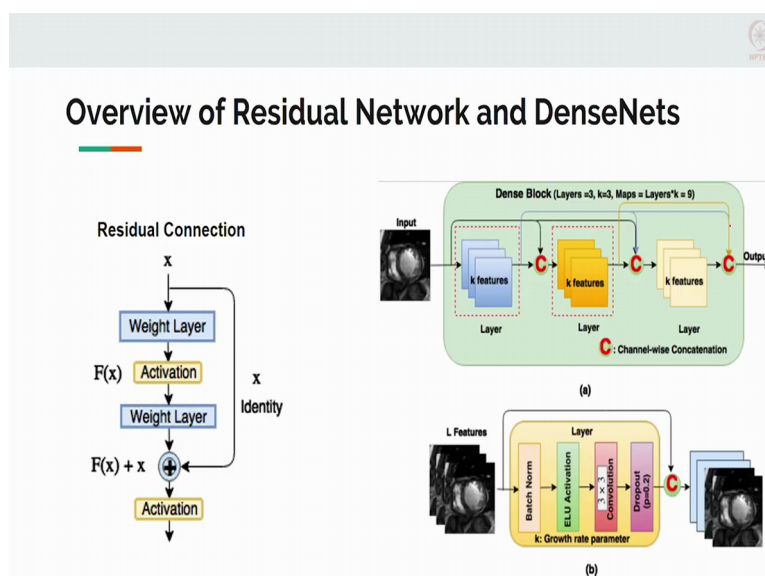 Overview of Residual Network and DenseNets
Residual Connection
x
Weight Layer
F(x)
Activation
x
Identity
Weight Layer
F(x) + x
Activation
Dense Block (Layers =3, k=3, Maps = Layers*k = 9)
Input
k features
C
k features
C
k features
C
Outpu
Layer
Layer
Layer
C : Channel-wise Concatenation
(a)
L Features
Layer
Batch Norm
ELU Activation
3 × 3
Convolution
Dropout
(p=0.2)
C
k: Growth rate parameter
(b)